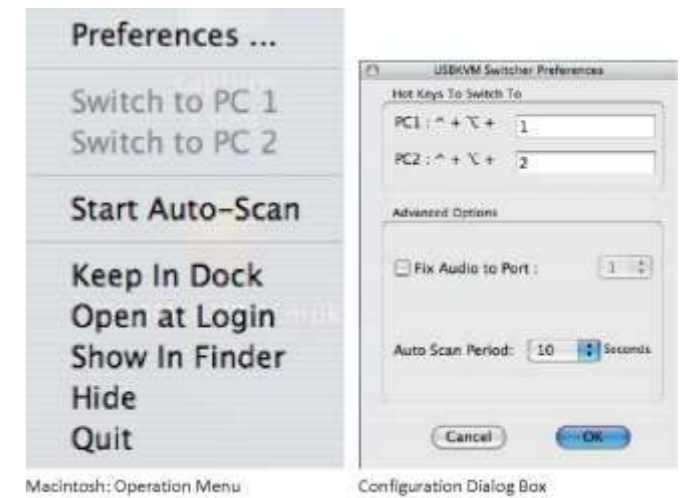 Preferences ...
Switch to PC 1
Switch to PC 2
Start Auto-Scan
Keep In Dock
Open at Login
Show In Finder
Hide
Quit
Macintosh: Operation Menu
USBKVM Switcher Preferences
Hot Keys To Switch To
PC1 : ^ + ⌥ + 1
PC2 : ^ + ⌥ + 2
Advanced Options
Fix Audio to Port : 1
Auto Scan Period: 10 Seconds
Cancel OK
Configuration Dialog Box